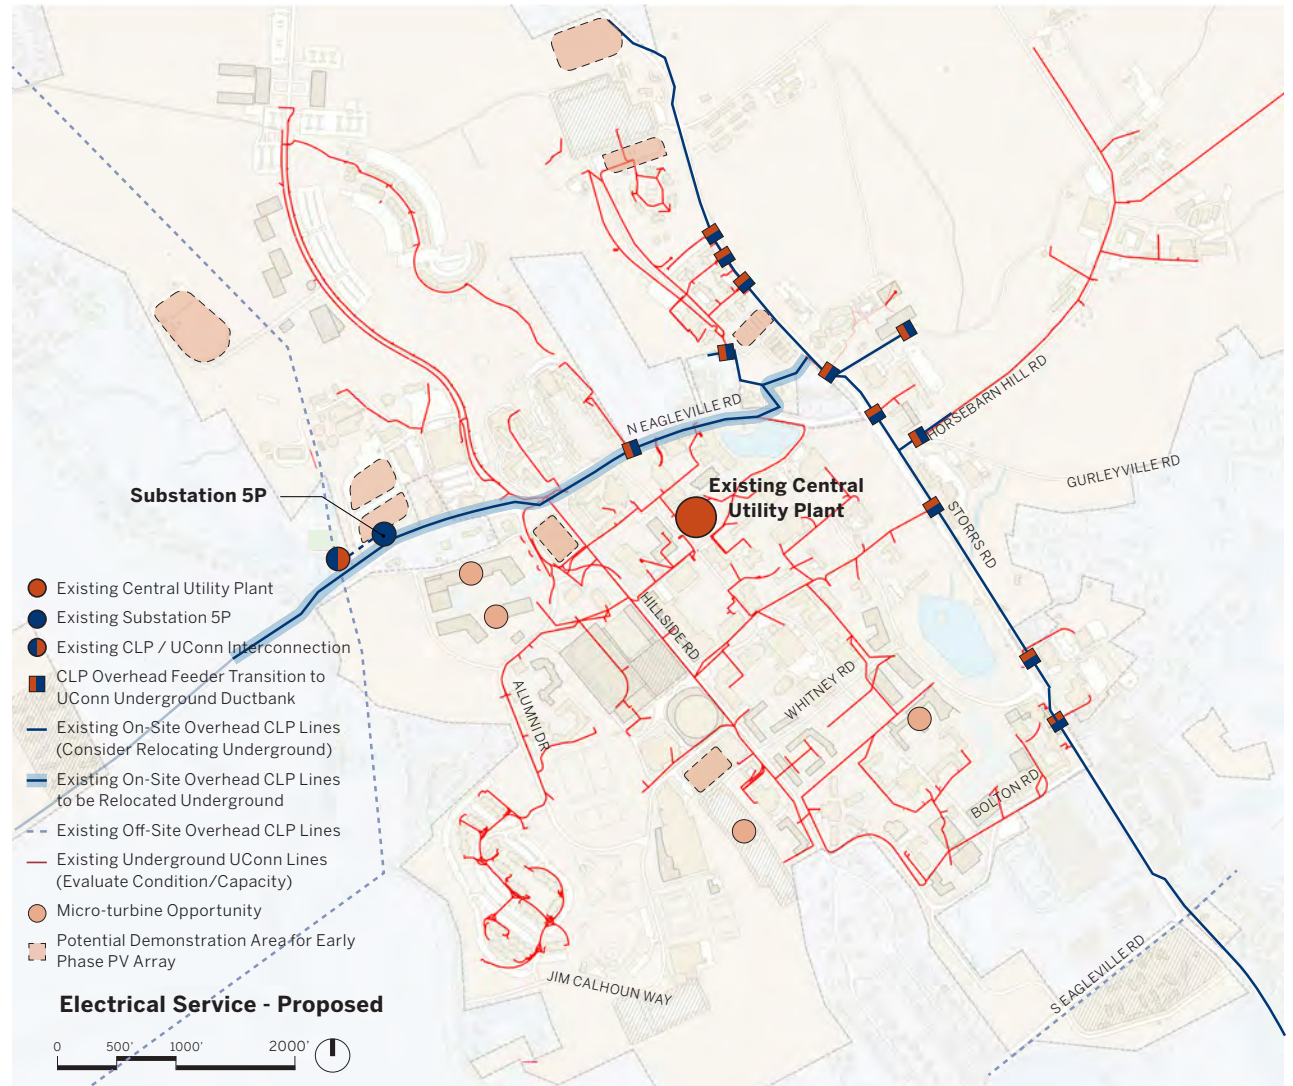 N EAGLEVILLE RD
HORSEBARN HILL RD
GURLEYVILLE RD
Existing Central
Utility Plant
Substation 5P
STORRS RD
HILLSIDE RD
WHITNEY RD
ALUMNI DR
BOLTON RD
S EAGLEVILLE RD
JIM CALHOUN WAY
Existing Central Utility Plant
Existing Substation 5P
Existing CLP / UConn Interconnection
CLP Overhead Feeder Transition to
UConn Underground Ductbank
Existing On-Site Overhead CLP Lines
(Consider Relocating Underground)
Existing On-Site Overhead CLP Lines
to be Relocated Underground
Existing Off-Site Overhead CLP Lines
Existing Underground UConn Lines
(Evaluate Condition/Capacity)
Micro-turbine Opportunity
Potential Demonstration Area for Early
Phase PV Array
Electrical Service - Proposed
0 500' 1000' 2000'